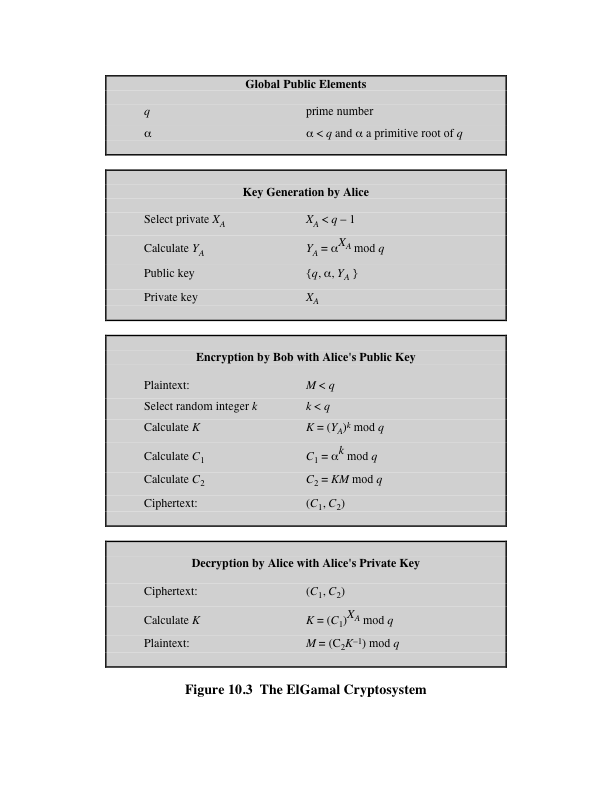 Global Public Elements
q prime number
α α < q and α a primitive root of q
Key Generation by Alice
Select private X_A X_A < q – 1
Calculate Y_A Y_A = α^X_A mod q
Public key {q, α, Y_A }
Private key X_A
Encryption by Bob with Alice's Public Key
Plaintext: M < q
Select random integer k k < q
Calculate K K = (Y_A)^k mod q
Calculate C_1 C_1 = α^k mod q
Calculate C_2 C_2 = KM mod q
Ciphertext: (C_1, C_2)
Decryption by Alice with Alice's Private Key
Ciphertext: (C_1, C_2)
Calculate K K = (C_1)^X_A mod q
Plaintext: M = (C_2K^–1) mod q
Figure 10.3 The ElGamal Cryptosystem